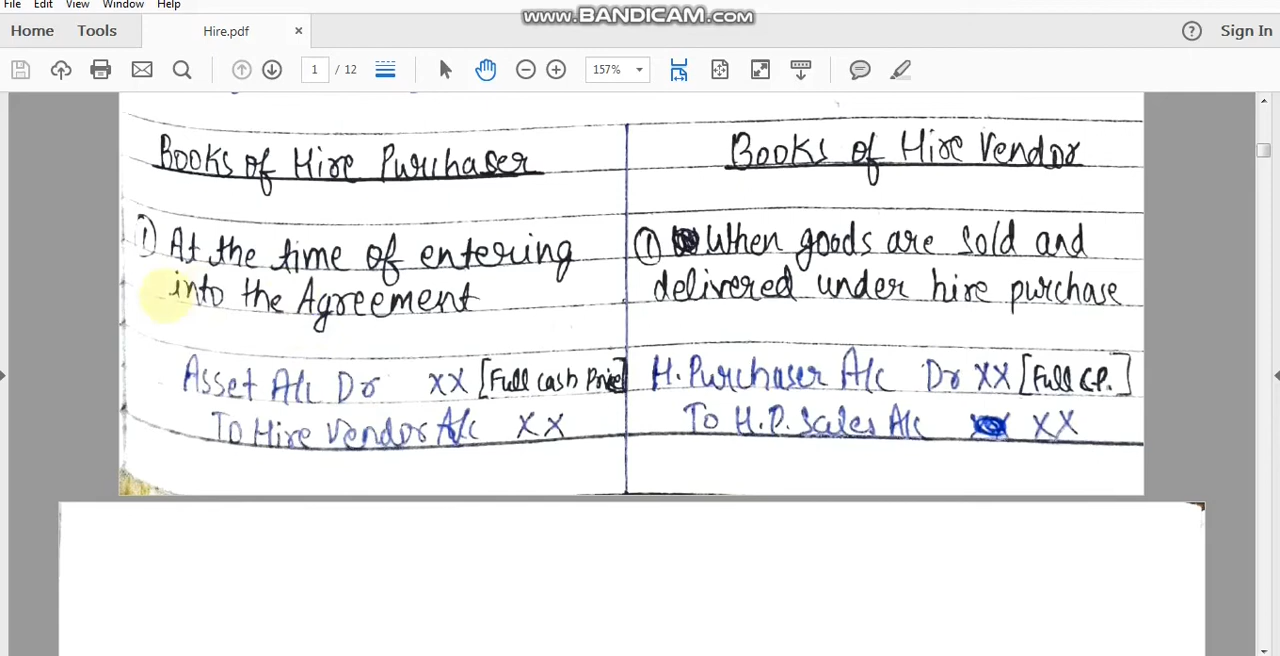 File Edit View Window Help
www.BANDICAM.com
Home Tools Hire.pdf × ? Sign In
1 / 12 157%
Books of Hire Purchaser
1) At the time of entering
into the Agreement
Asset A/c Dr XX [Full cash Price]
To Hire Vendor A/c XX
Books of Hire Vendor
① When goods are sold and
delivered under hire purchase
H. Purchaser A/c Dr XX [Full C.P.]
To H.P. Sales A/c XX